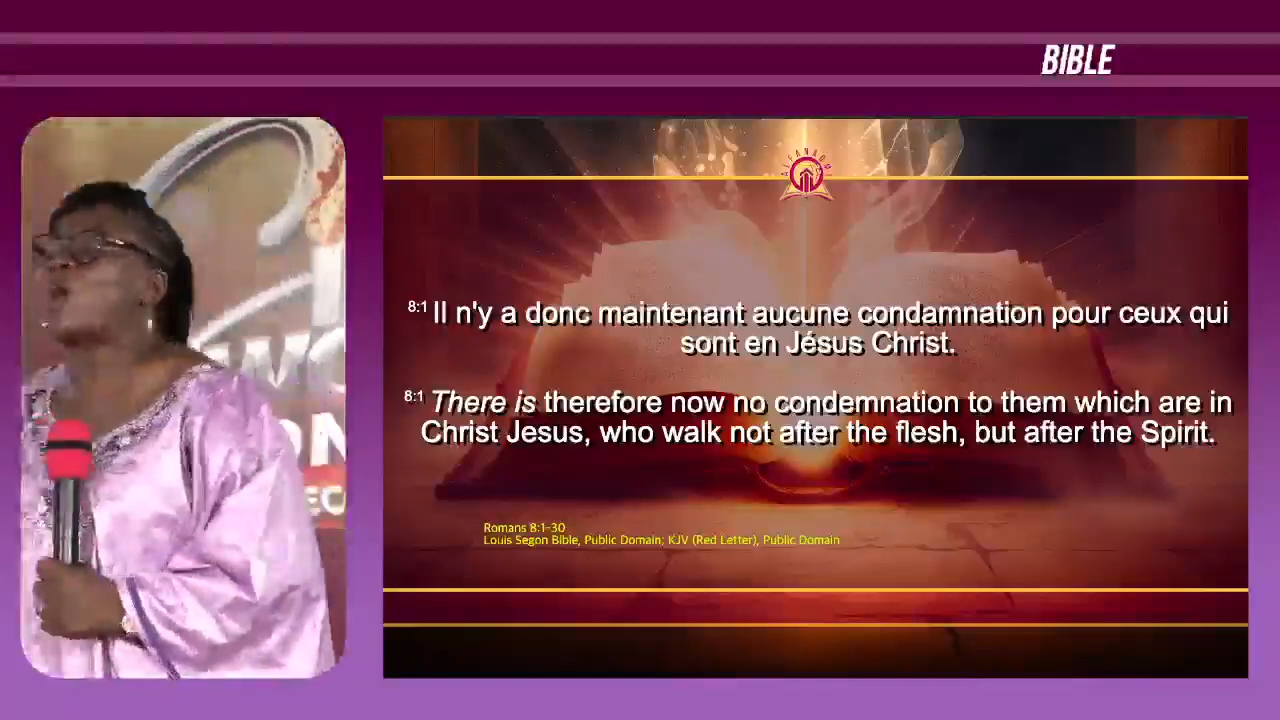 BIBLE
8:1 Il n'y a donc maintenant aucune condamnation pour ceux qui
sont en Jésus Christ.
8:1 There is therefore now no condemnation to them which are in
Christ Jesus, who walk not after the flesh, but after the Spirit.
Romans 8:1-30
Louis Segon Bible, Public Domain; KJV (Red Letter), Public Domain